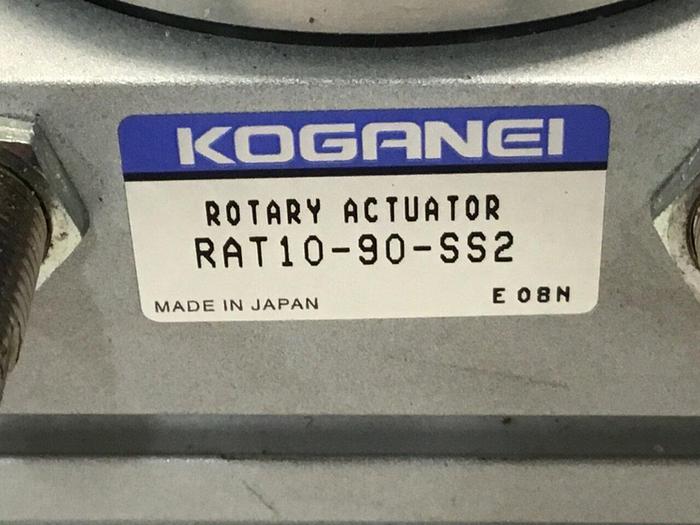 KOGANEI
ROTARY ACTUATOR
RAT10-90-SS2
MADE IN JAPAN
E 08N